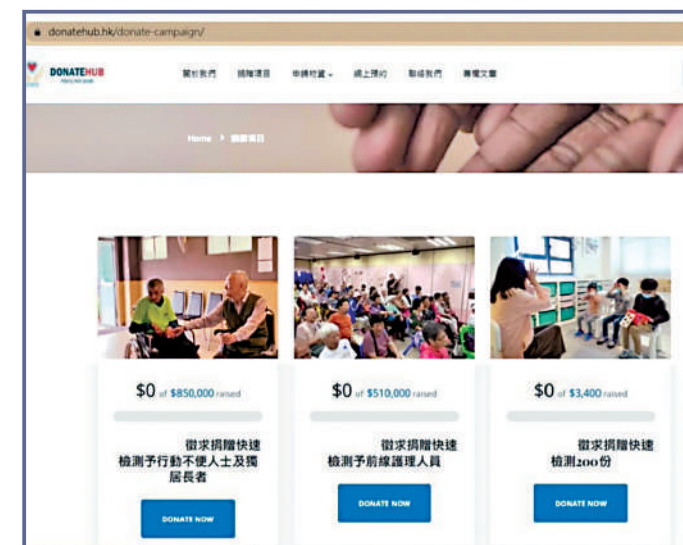 donatehub.hk/donate-campaign/
DONATEHUB
關於我們 捐贈項目 申請物資 網上預約 聯絡我們 專欄文章
Home > 捐贈項目
$0 of $850,000 raised
徵求捐贈快速
檢測予行動不便人士及獨
居長者
DONATE NOW
$0 of $510,000 raised
徵求捐贈快速
檢測予前線護理人員
DONATE NOW
$0 of $3,400 raised
徵求捐贈快速
檢測200份
DONATE NOW